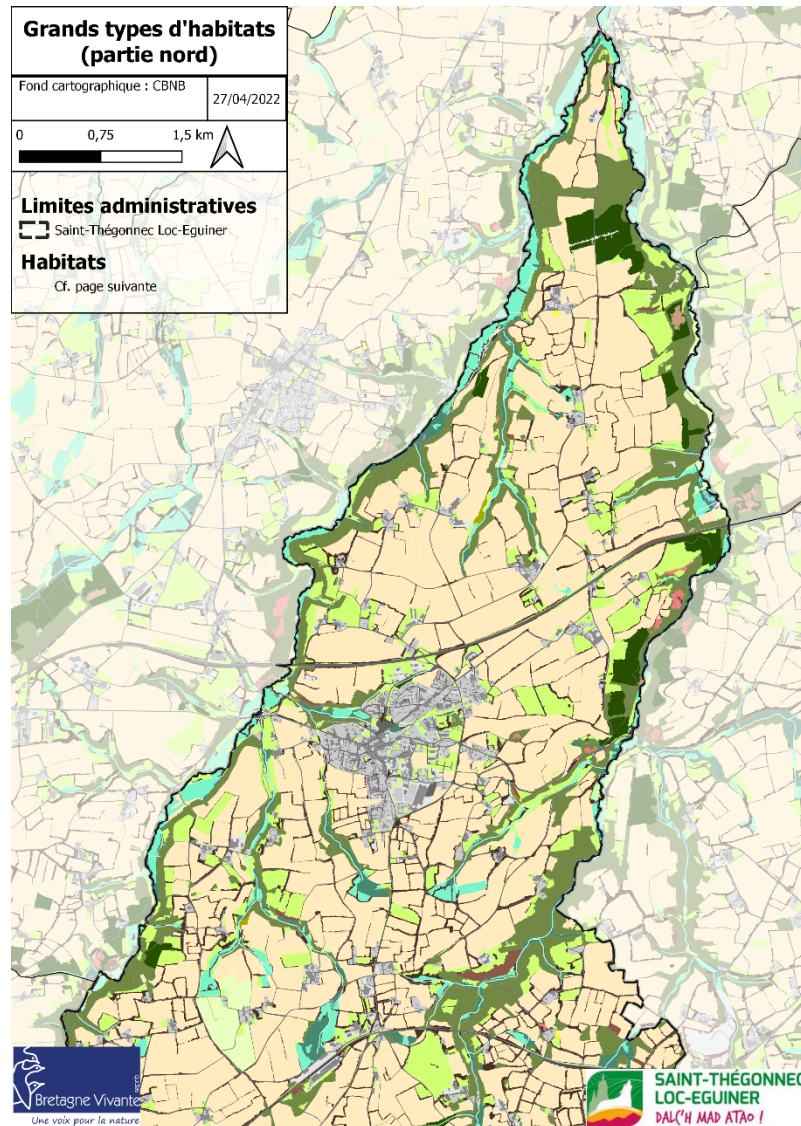 Grands types d'habitats
(partie nord)
Fond cartographique : CBNB
27/04/2022
0 0,75 1,5 km
Limites administratives
Saint-Thégonnec Loc-Eguiner
Habitats
Cf. page suivante
Bretagne Vivante
sepnb
Une voix pour la nature
SAINT-THÉGONNEC
LOC-EGUINER
DALC'H MAD ATAO !